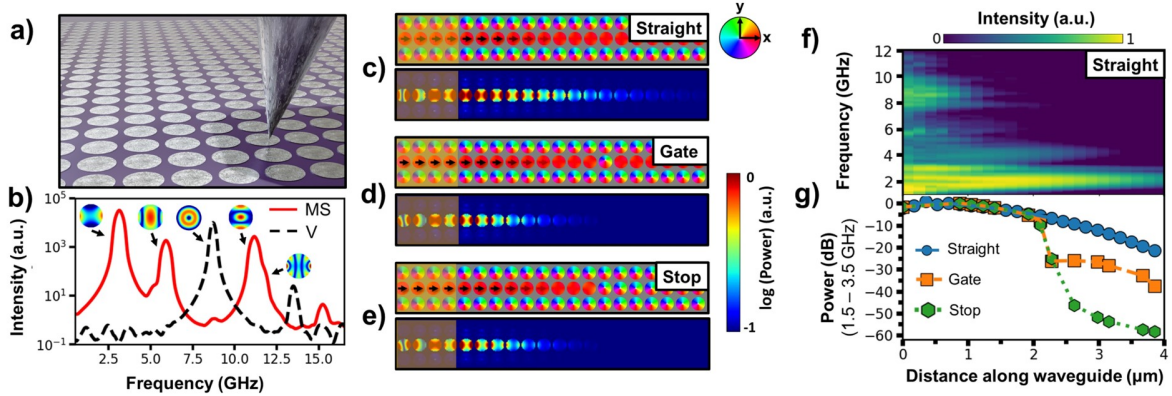 a)
b)
Intensity (a.u.)
10⁵
10³
10¹
10⁻¹
MS
V
2.5
5.0
7.5
10.0
12.5
15.0
Frequency (GHz)
c)
Straight
y
x
d)
Gate
e)
Stop
0
log (Power) (a.u.)
-1
f)
Intensity (a.u.)
0
1
Straight
Frequency (GHz)
12
10
8
6
4
2
g)
Power (dB)
(1.5 – 3.5 GHz)
0
−10
−20
−30
−40
−50
−60
Straight
Gate
Stop
0
1
2
3
4
Distance along waveguide (μm)